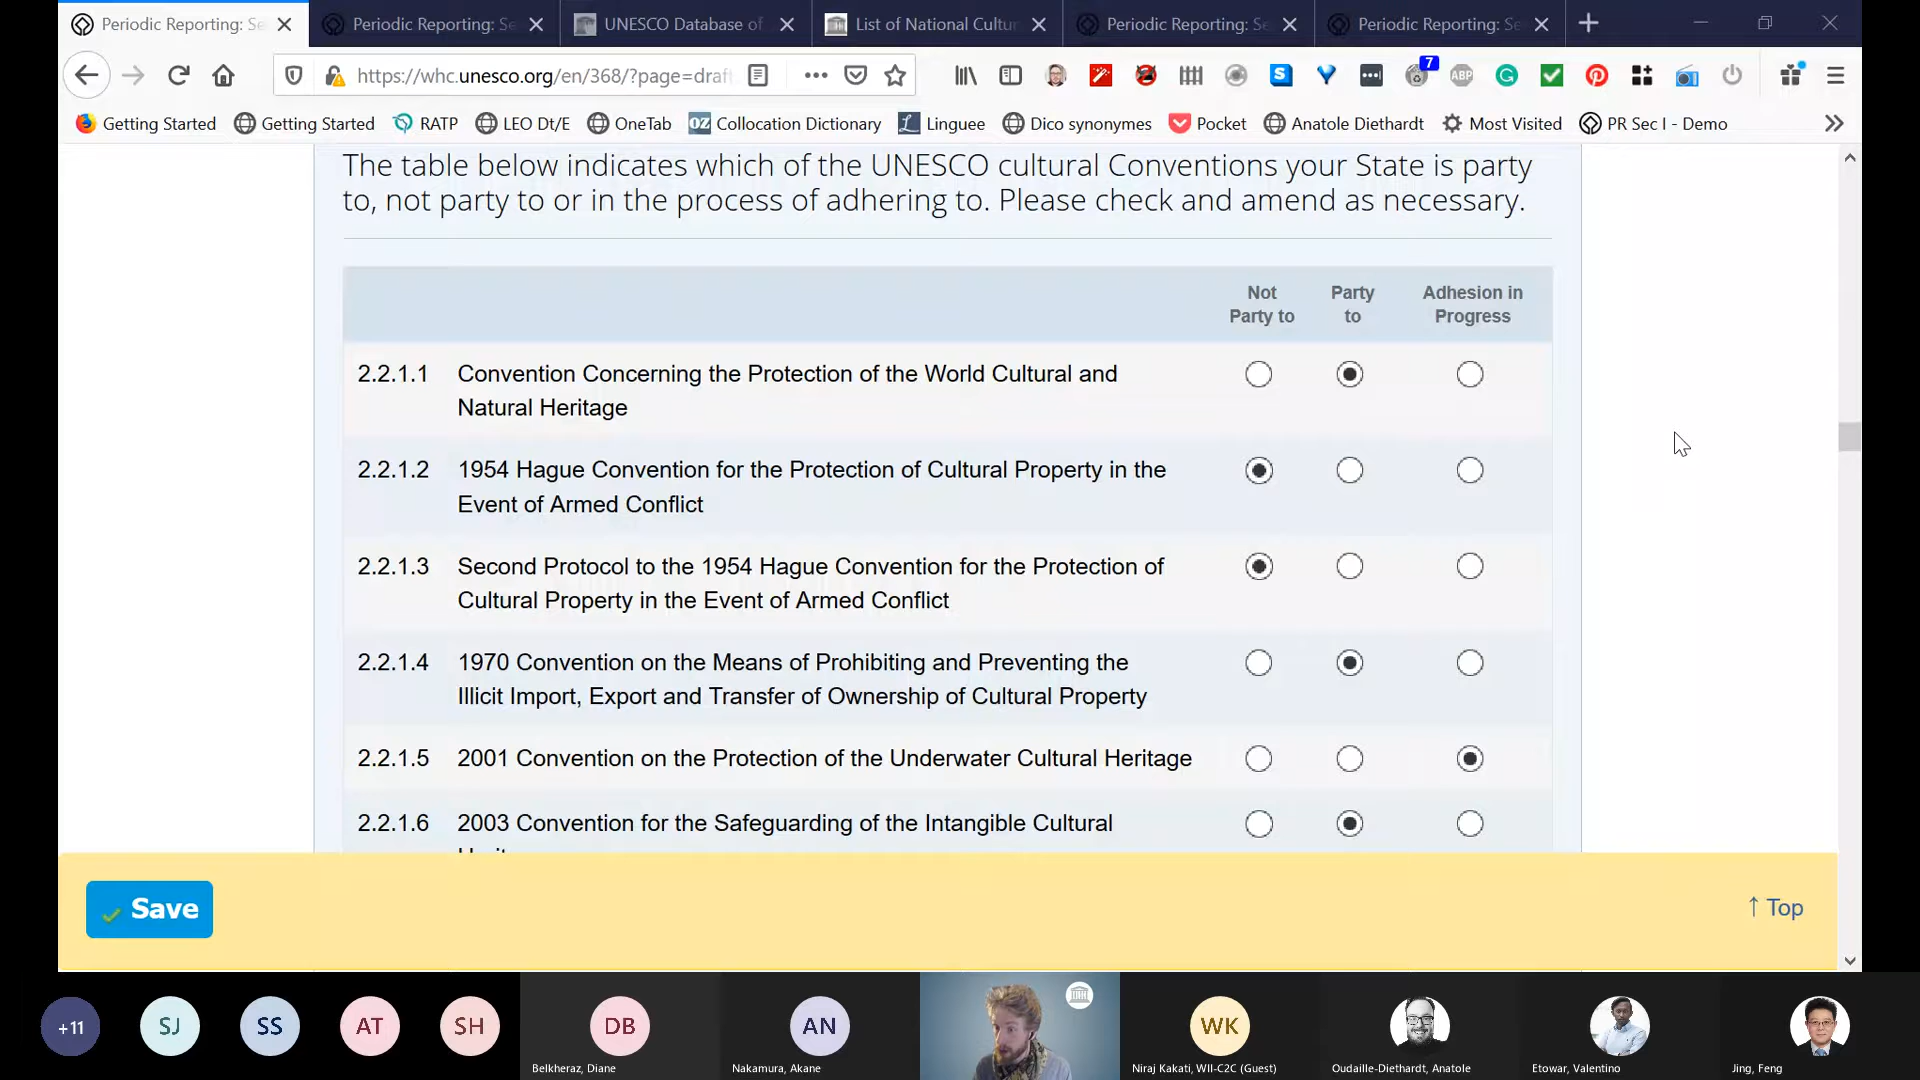 Periodic Reporting: Se
Periodic Reporting: Se
UNESCO Database of
List of National Cultur
Periodic Reporting: Se
Periodic Reporting: Se
https://whc.unesco.org/en/368/?page=draft
S
7
ABP
Getting Started
Getting Started
RATP
LEO Dt/E
OneTab
OZ
Collocation Dictionary
L
Linguee
Dico synonymes
Pocket
Anatole Diethardt
Most Visited
PR Sec I - Demo
The table below indicates which of the UNESCO cultural Conventions your State is party
to, not party to or in the process of adhering to. Please check and amend as necessary.
Not
Party to
Party
to
Adhesion in
Progress
2.2.1.1 Convention Concerning the Protection of the World Cultural and
Natural Heritage
2.2.1.2 1954 Hague Convention for the Protection of Cultural Property in the
Event of Armed Conflict
2.2.1.3 Second Protocol to the 1954 Hague Convention for the Protection of
Cultural Property in the Event of Armed Conflict
2.2.1.4 1970 Convention on the Means of Prohibiting and Preventing the
Illicit Import, Export and Transfer of Ownership of Cultural Property
2.2.1.5 2001 Convention on the Protection of the Underwater Cultural Heritage
2.2.1.6 2003 Convention for the Safeguarding of the Intangible Cultural
Save
↑ Top
+11
SJ
SS
AT
SH
DB
AN
WK
Belkheraz, Diane
Nakamura, Akane
Niraj Kakati, WII-C2C (Guest)
Oudaille-Diethardt, Anatole
Etowar, Valentino
Jing, Feng